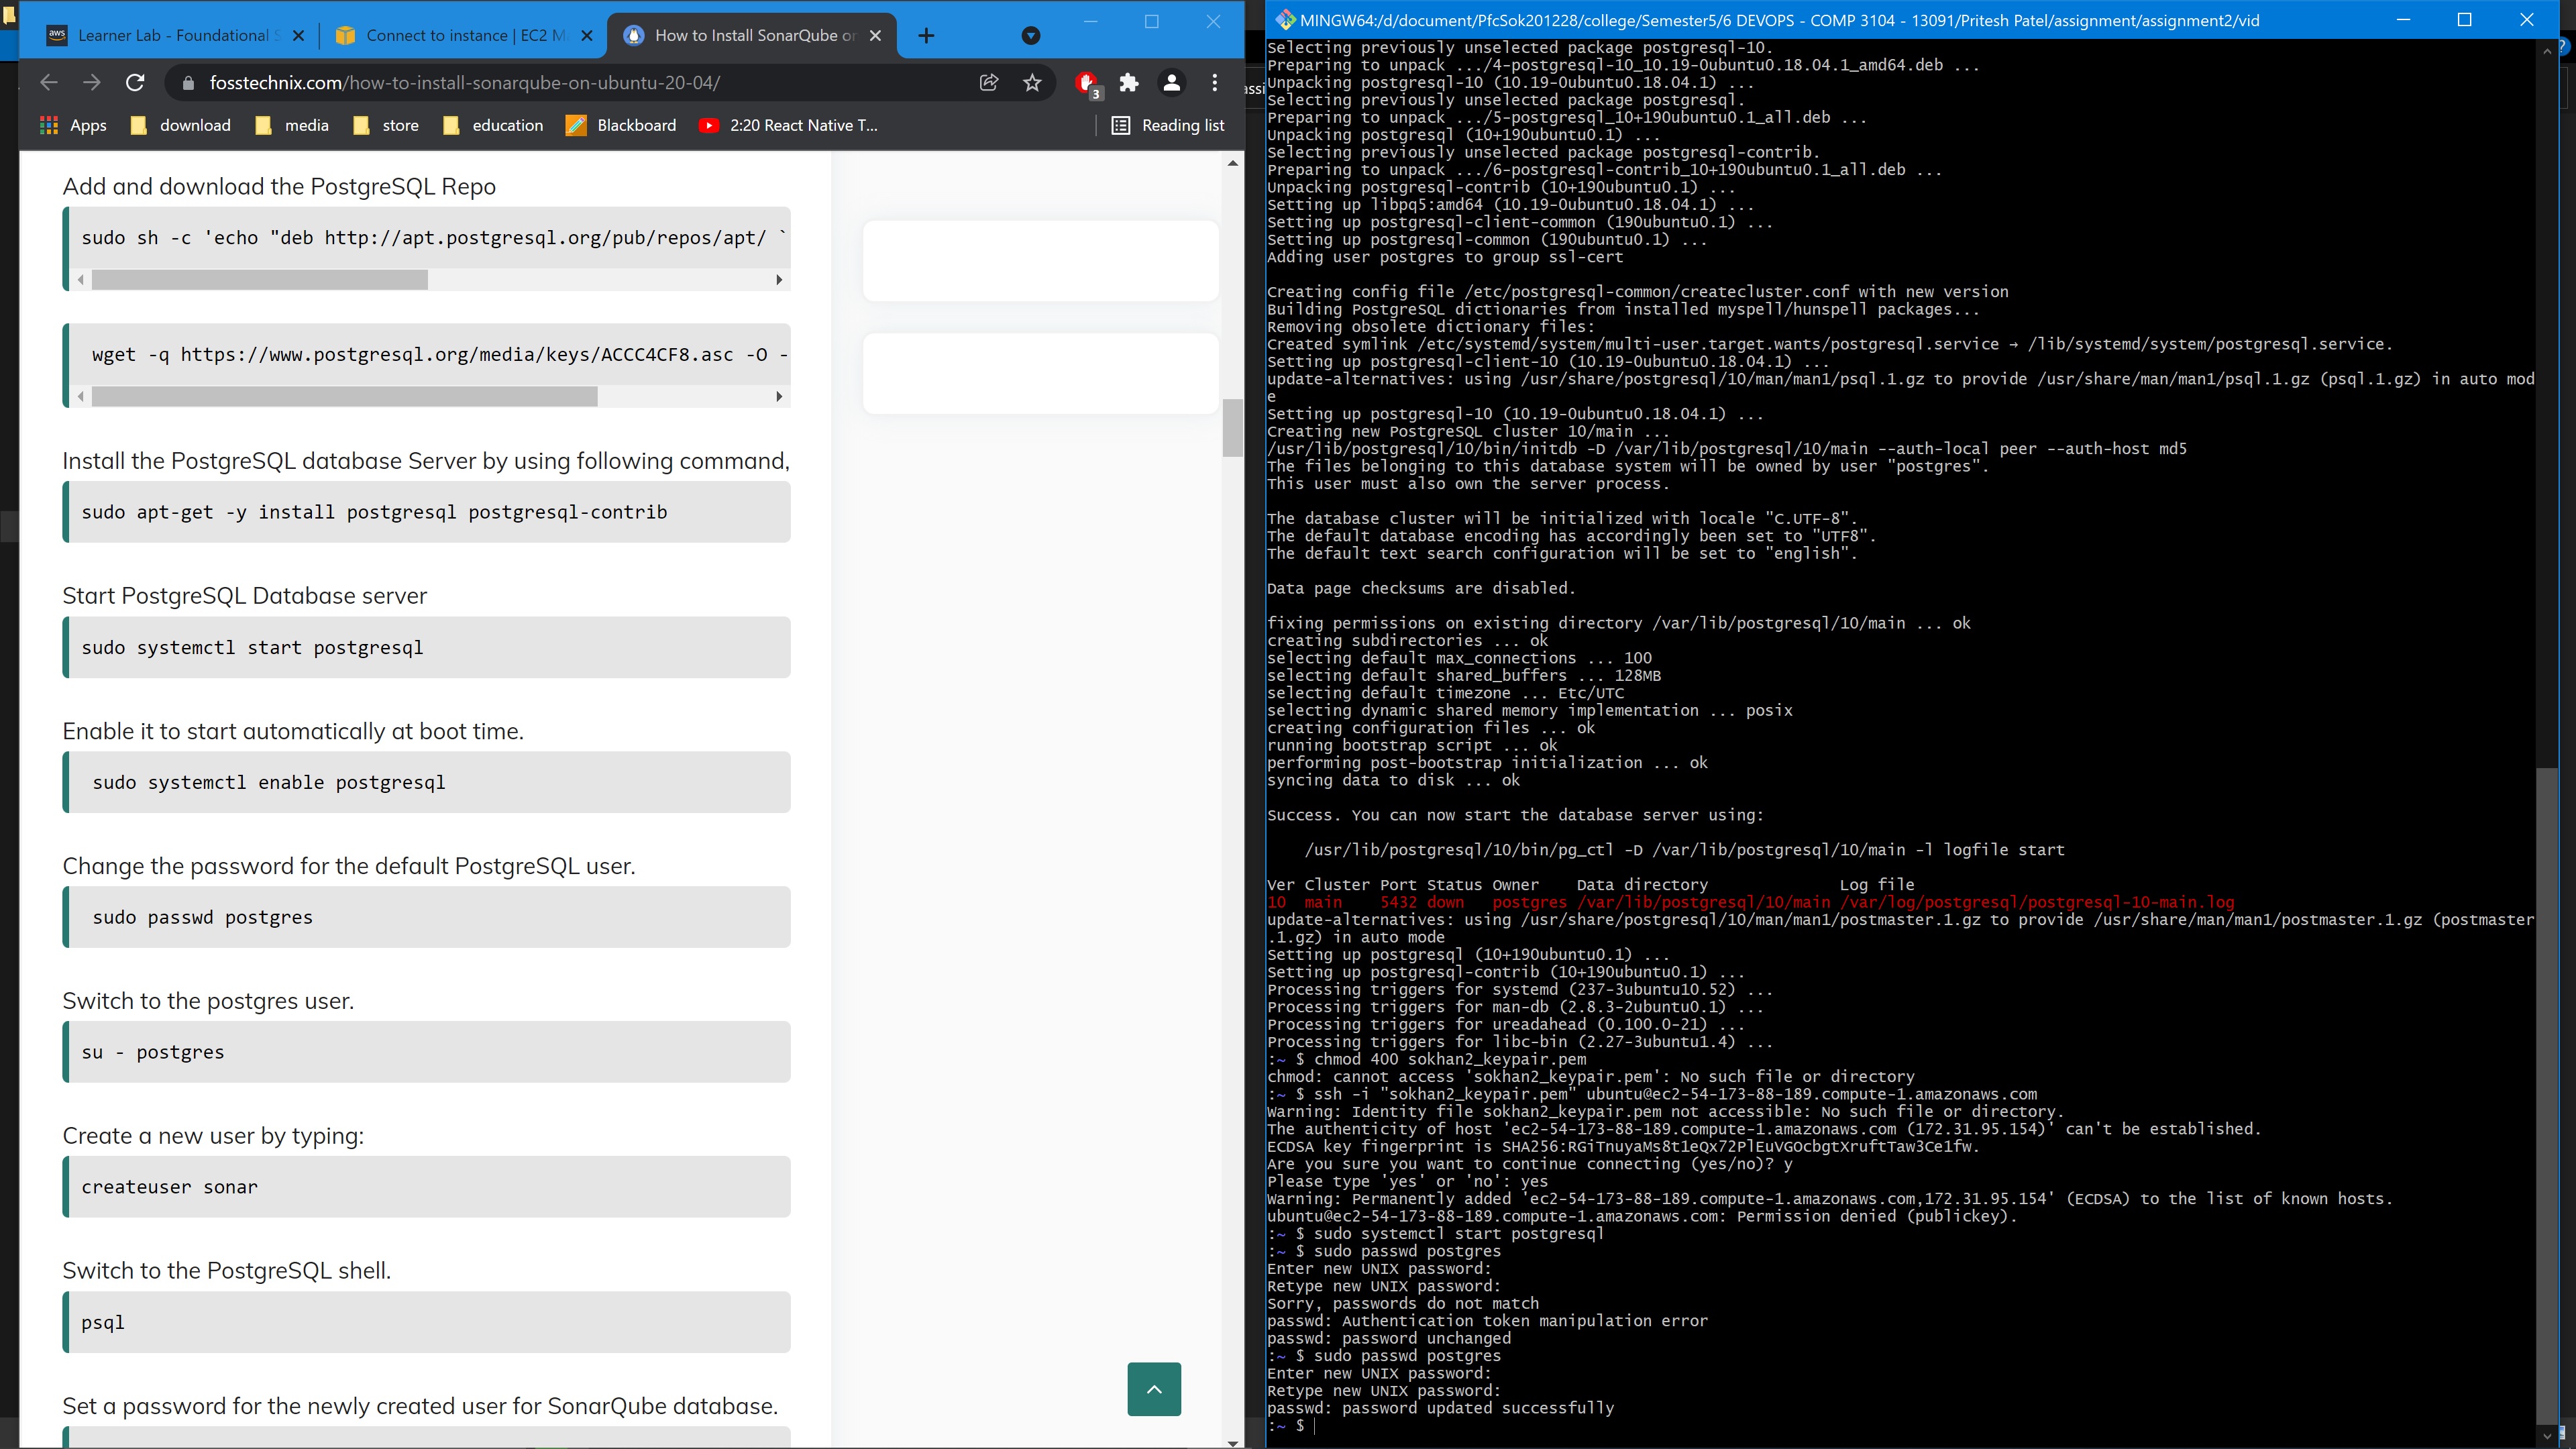 Learner Lab - Foundational S
Connect to instance | EC2 M
How to Install SonarQube or
fosstechnix.com/how-to-install-sonarqube-on-ubuntu-20-04/
3
Apps
download
media
store
education
Blackboard
2:20 React Native T...
Reading list
Add and download the PostgreSQL Repo
sudo sh -c 'echo "deb http://apt.postgresql.org/pub/repos/apt/ `
wget -q https://www.postgresql.org/media/keys/ACCC4CF8.asc -O -
Install the PostgreSQL database Server by using following command,
sudo apt-get -y install postgresql postgresql-contrib
Start PostgreSQL Database server
sudo systemctl start postgresql
Enable it to start automatically at boot time.
sudo systemctl enable postgresql
Change the password for the default PostgreSQL user.
sudo passwd postgres
Switch to the postgres user.
su - postgres
Create a new user by typing:
createuser sonar
Switch to the PostgreSQL shell.
psql
Set a password for the newly created user for SonarQube database.
MINGW64:/d/document/PfcSok201228/college/Semester5/6 DEVOPS - COMP 3104 - 13091/Pritesh Patel/assignment/assignment2/vid
Selecting previously unselected package postgresql-10.
Preparing to unpack .../4-postgresql-10_10.19-0ubuntu0.18.04.1_amd64.deb ...
Unpacking postgresql-10 (10.19-0ubuntu0.18.04.1) ...
Selecting previously unselected package postgresql.
Preparing to unpack .../5-postgresql_10+190ubuntu0.1_all.deb ...
Unpacking postgresql (10+190ubuntu0.1) ...
Selecting previously unselected package postgresql-contrib.
Preparing to unpack .../6-postgresql-contrib_10+190ubuntu0.1_all.deb ...
Unpacking postgresql-contrib (10+190ubuntu0.1) ...
Setting up libpq5:amd64 (10.19-0ubuntu0.18.04.1) ...
Setting up postgresql-client-common (190ubuntu0.1) ...
Setting up postgresql-common (190ubuntu0.1) ...
Adding user postgres to group ssl-cert
Creating config file /etc/postgresql-common/createcluster.conf with new version
Building PostgreSQL dictionaries from installed myspell/hunspell packages...
Removing obsolete dictionary files:
Created symlink /etc/systemd/system/multi-user.target.wants/postgresql.service → /lib/systemd/system/postgresql.service.
Setting up postgresql-client-10 (10.19-0ubuntu0.18.04.1) ...
update-alternatives: using /usr/share/postgresql/10/man/man1/psql.1.gz to provide /usr/share/man/man1/psql.1.gz (psql.1.gz) in auto mod
e
Setting up postgresql-10 (10.19-0ubuntu0.18.04.1) ...
Creating new PostgreSQL cluster 10/main ...
/usr/lib/postgresql/10/bin/initdb -D /var/lib/postgresql/10/main --auth-local peer --auth-host md5
The files belonging to this database system will be owned by user "postgres".
This user must also own the server process.
The database cluster will be initialized with locale "C.UTF-8".
The default database encoding has accordingly been set to "UTF8".
The default text search configuration will be set to "english".
Data page checksums are disabled.
fixing permissions on existing directory /var/lib/postgresql/10/main ... ok
creating subdirectories ... ok
selecting default max_connections ... 100
selecting default shared_buffers ... 128MB
selecting default timezone ... Etc/UTC
selecting dynamic shared memory implementation ... posix
creating configuration files ... ok
running bootstrap script ... ok
performing post-bootstrap initialization ... ok
syncing data to disk ... ok
Success. You can now start the database server using:
/usr/lib/postgresql/10/bin/pg_ctl -D /var/lib/postgresql/10/main -l logfile start
Ver Cluster Port Status Owner    Data directory              Log file
10  main    5432 down   postgres /var/lib/postgresql/10/main /var/log/postgresql/postgresql-10-main.log
update-alternatives: using /usr/share/postgresql/10/man/man1/postmaster.1.gz to provide /usr/share/man/man1/postmaster.1.gz (postmaster
.1.gz) in auto mode
Setting up postgresql (10+190ubuntu0.1) ...
Setting up postgresql-contrib (10+190ubuntu0.1) ...
Processing triggers for systemd (237-3ubuntu10.52) ...
Processing triggers for man-db (2.8.3-2ubuntu0.1) ...
Processing triggers for ureadahead (0.100.0-21) ...
Processing triggers for libc-bin (2.27-3ubuntu1.4) ...
:~ $ chmod 400 sokhan2_keypair.pem
chmod: cannot access 'sokhan2_keypair.pem': No such file or directory
:~ $ ssh -i "sokhan2_keypair.pem" ubuntu@ec2-54-173-88-189.compute-1.amazonaws.com
Warning: Identity file sokhan2_keypair.pem not accessible: No such file or directory.
The authenticity of host 'ec2-54-173-88-189.compute-1.amazonaws.com (172.31.95.154)' can't be established.
ECDSA key fingerprint is SHA256:RGiTnuyaMs8t1eQx72PlEuVGOcbgtXruftTaw3Ce1fw.
Are you sure you want to continue connecting (yes/no)? y
Please type 'yes' or 'no': yes
Warning: Permanently added 'ec2-54-173-88-189.compute-1.amazonaws.com,172.31.95.154' (ECDSA) to the list of known hosts.
ubuntu@ec2-54-173-88-189.compute-1.amazonaws.com: Permission denied (publickey).
:~ $ sudo systemctl start postgresql
:~ $ sudo passwd postgres
Enter new UNIX password:
Retype new UNIX password:
Sorry, passwords do not match
passwd: Authentication token manipulation error
passwd: password unchanged
:~ $ sudo passwd postgres
Enter new UNIX password:
Retype new UNIX password:
passwd: password updated successfully
:~ $